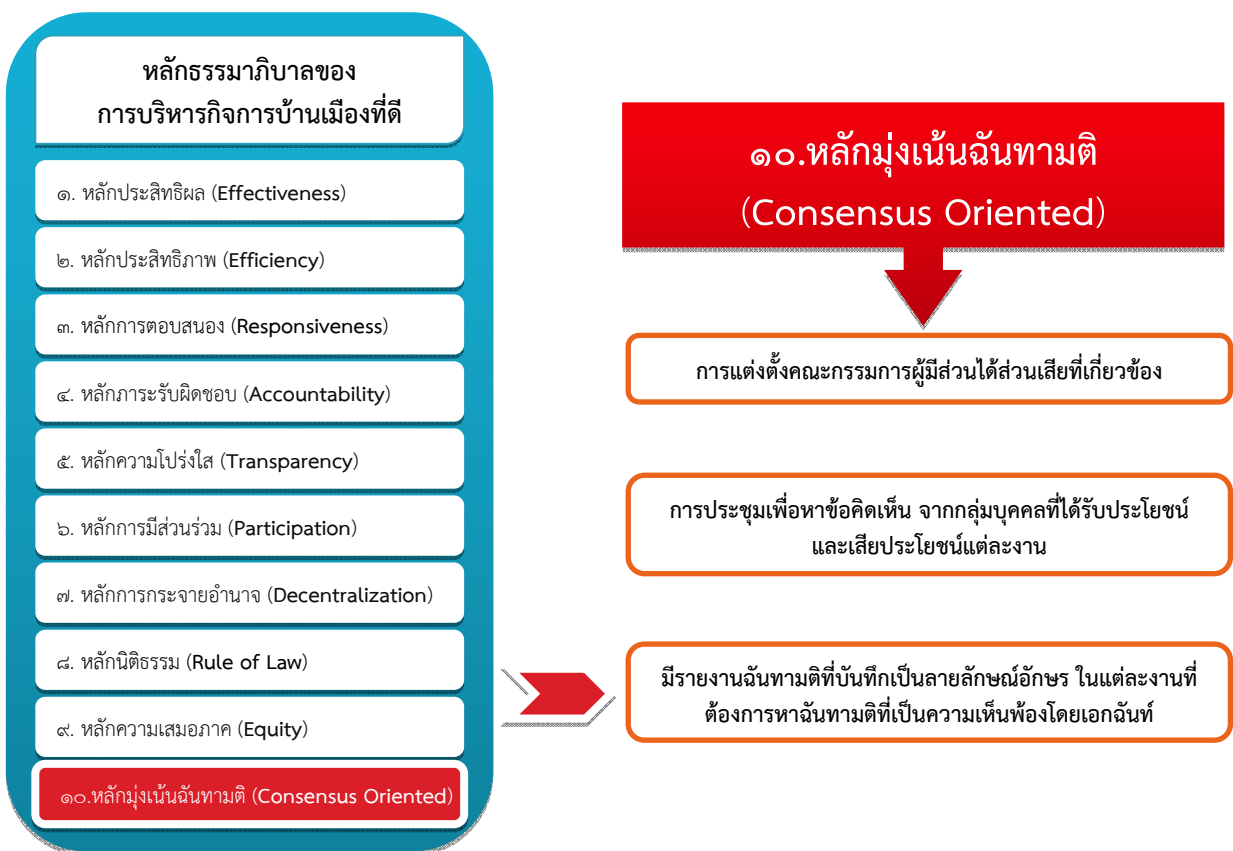 หลักธรรมาภิบาลของ
การบริหารกิจการบ้านเมืองที่ดี
๑. หลักประสิทธิผล (Effectiveness)
๒. หลักประสิทธิภาพ (Efficiency)
๓. หลักการตอบสนอง (Responsiveness)
๔. หลักภาระรับผิดชอบ (Accountability)
๕. หลักความโปร่งใส (Transparency)
๖. หลักการมีส่วนร่วม (Participation)
๗. หลักการกระจายอำนาจ (Decentralization)
๘. หลักนิติธรรม (Rule of Law)
๙. หลักความเสมอภาค (Equity)
๑๐.หลักมุ่งเน้นฉันทามติ (Consensus Oriented)
๑๐.หลักมุ่งเน้นฉันทามติ
(Consensus Oriented)
การแต่งตั้งคณะกรรมการผู้มีส่วนได้ส่วนเสียที่เกี่ยวข้อง
การประชุมเพื่อหาข้อคิดเห็น จากกลุ่มบุคคลที่ได้รับประโยชน์
และเสียประโยชน์แต่ละงาน
มีรายงานฉันทามติที่บันทึกเป็นลายลักษณ์อักษร ในแต่ละงานที่
ต้องการหาฉันทามติที่เป็นความเห็นพ้องโดยเอกฉันท์